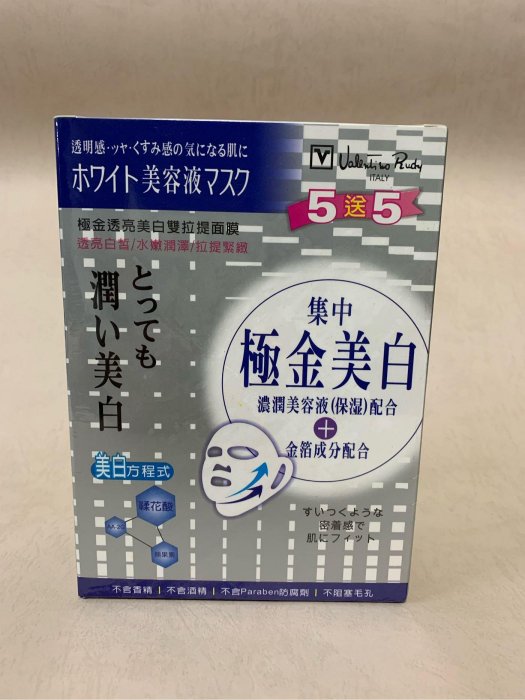 透明感・ッヤ・くすみ感の気になる肌に
ホワイト美容液マスク
V Valentino Rudy
ITALY
5送5
極金透亮美白雙拉提面膜
透亮白皙/水嫩潤澤/拉提緊緻
とっても
潤い美白
集中
極金美白
濃潤美容液(保湿)配合
+
金箔成分配合
美白方程式
鞣花酸
蘋果素
すいつくような
密着感で
肌にフィット
不含香精 | 不含酒精 | 不含Paraben防腐劑 | 不阻塞毛孔